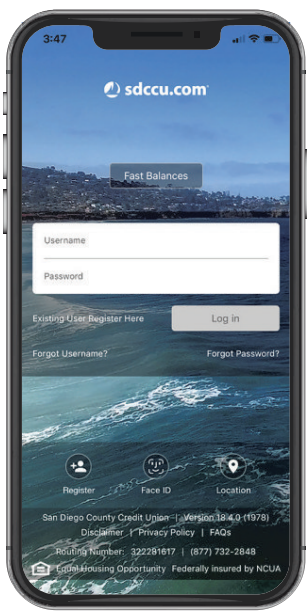 3:47
sdccu.com
Fast Balances
Username
Password
Existing User Register Here
Log in
Forgot Username?
Forgot Password?
Register
Face ID
Location
San Diego County Credit Union | Version 18.4.0 (1978)
Disclaimer | Privacy Policy | FAQs
Routing Number: 322281617 | (877) 732-2848
Equal Housing Opportunity Federally insured by NCUA